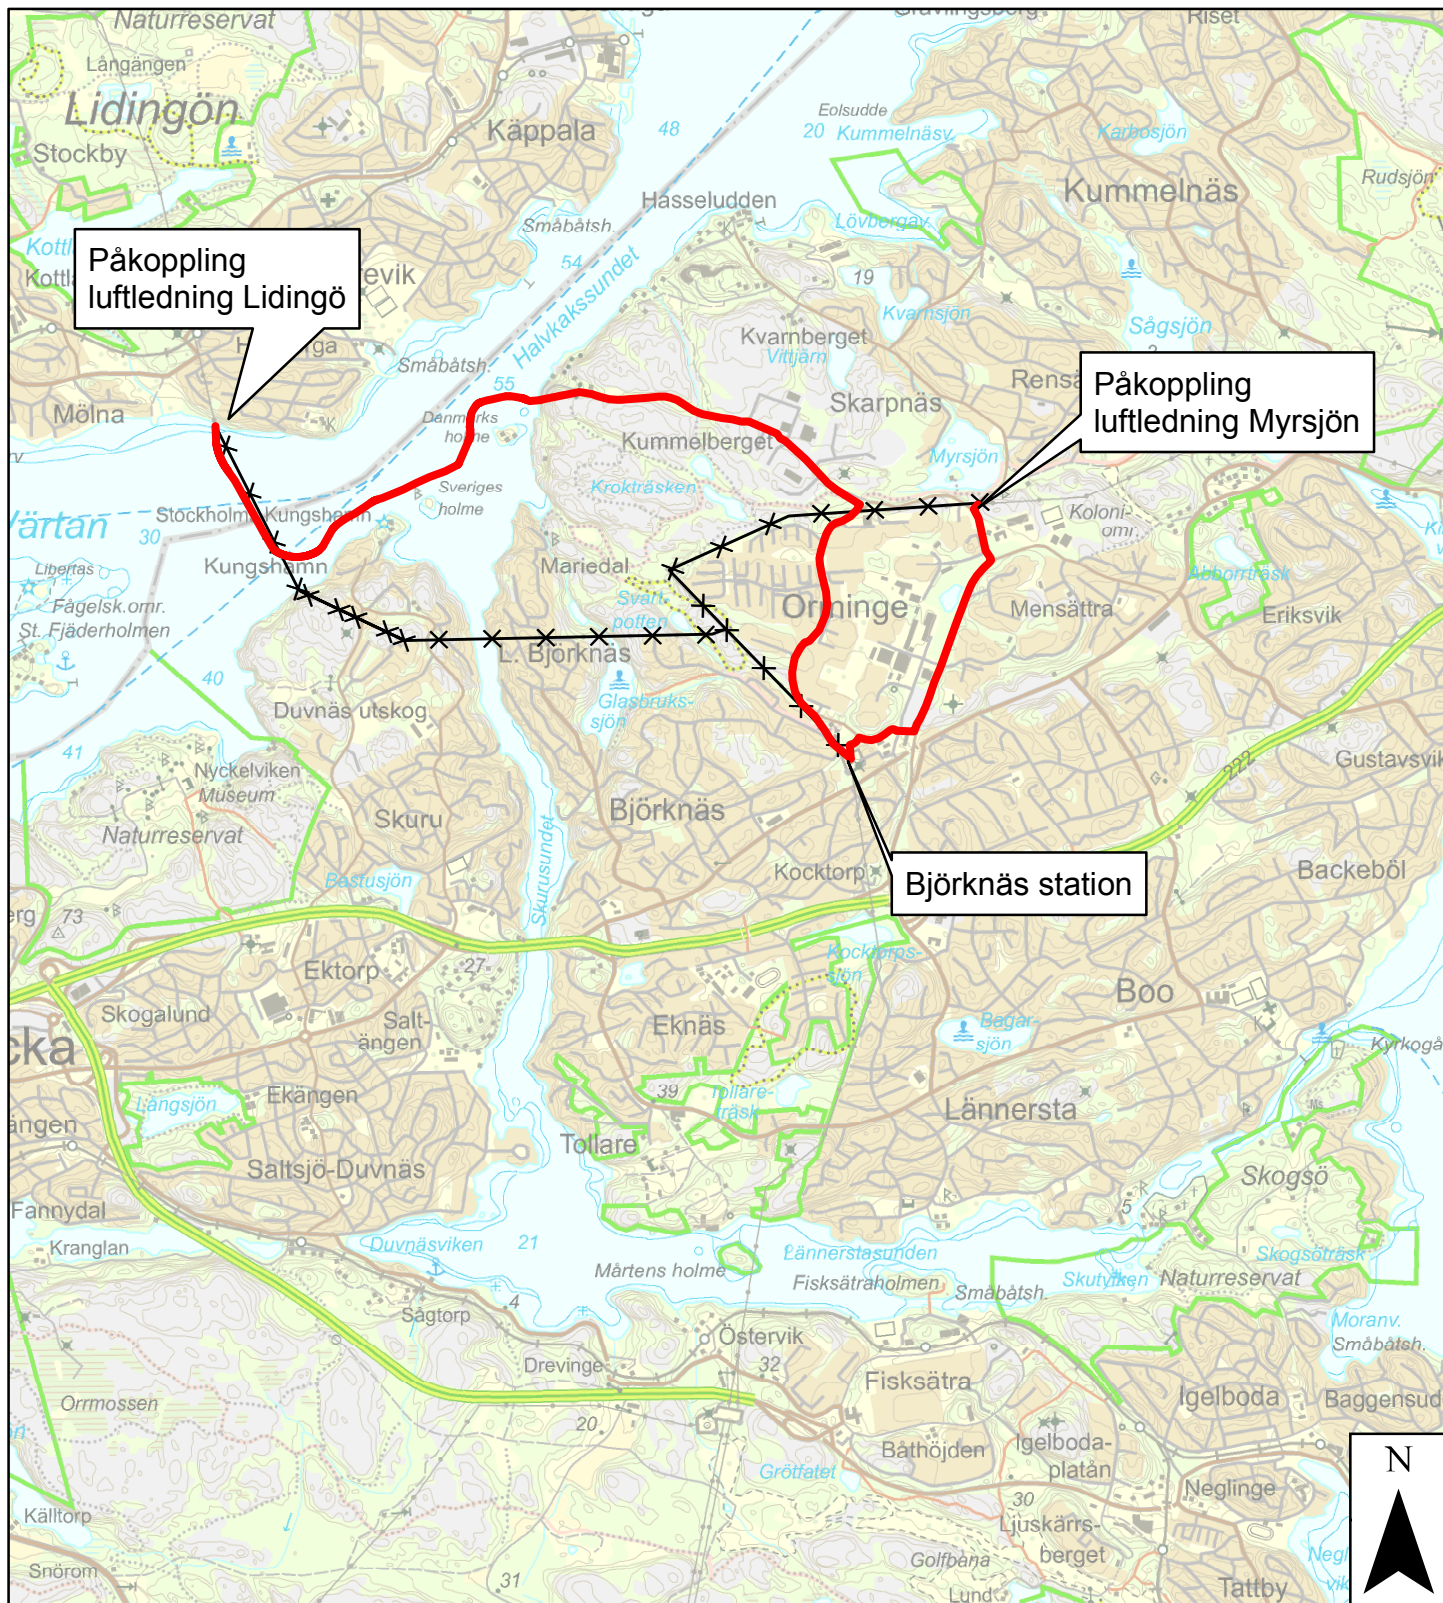 Naturreservat
Långängen
Lidingön
Stockby
Käppala
48
Eolsudde
20
Kummelnäsv.
Karbosjön
Riset
Rudsjön
Kummelnäs
Hasseludden
Lövbergav.
Småbåtsh.
54
Halvkakssundet
Påkoppling
luftledning Lidingö
19
Kvarnsjön
Kvarnberget
Vittjärn
Sågsjön
Småbåtsh.
55
Mölna
Danmarks
holme
Skarpnäs
Påkoppling
luftledning Myrsjön
Kummelberget
Myrsjön
Krokträsken
Sveriges
holme
Koloni-
omr.
30
Kungshamn
Kungshamn
Libertas
Fågelsk.omr.
St. Fjäderholmen
Mariedal
Svart-
potten
Orminge
Mensättra
Abborrträsk
Eriksvik
L. Björknäs
40
Glasbruks-
sjön
Duvnäs utskog
41
Nyckelviken
Museum
Naturreservat
222
Gustavsvik
Skuru
Björknäs
Skurusundet
Bastusjön
Kocktorp
Björknäs station
Backeböl
73
Ektorp
27
Kocktorps-
sjön
Skogalund
Salt-
ängen
Eknäs
Boo
Bagar-
sjön
cka
Långsjön
Ekängen
39
Tollare-
träsk
Lännersta
Ms
ängen
Saltsjö-Duvnäs
Tollare
Skogsö
5
Fannydal
Kranglan
Duvnäsviken
21
Mårtens holme
Lännerstasunden
Fisksätraholmen
Småbåtsh.
Skutviken
Naturreservat
Skogsöträsk
Moranv.
Småbåtsh.
Sågtorp
4
Östervik
32
Drevinge
Fisksätra
Igelboda
Baggensud
Orrmossen
20
Båthöjden
Igelboda-
platån
Grötfatet
N
Neglinge
30
Ljuskärrs-
berget
Källtorp
Snörom
31
Golfbana
Lund
Tattby